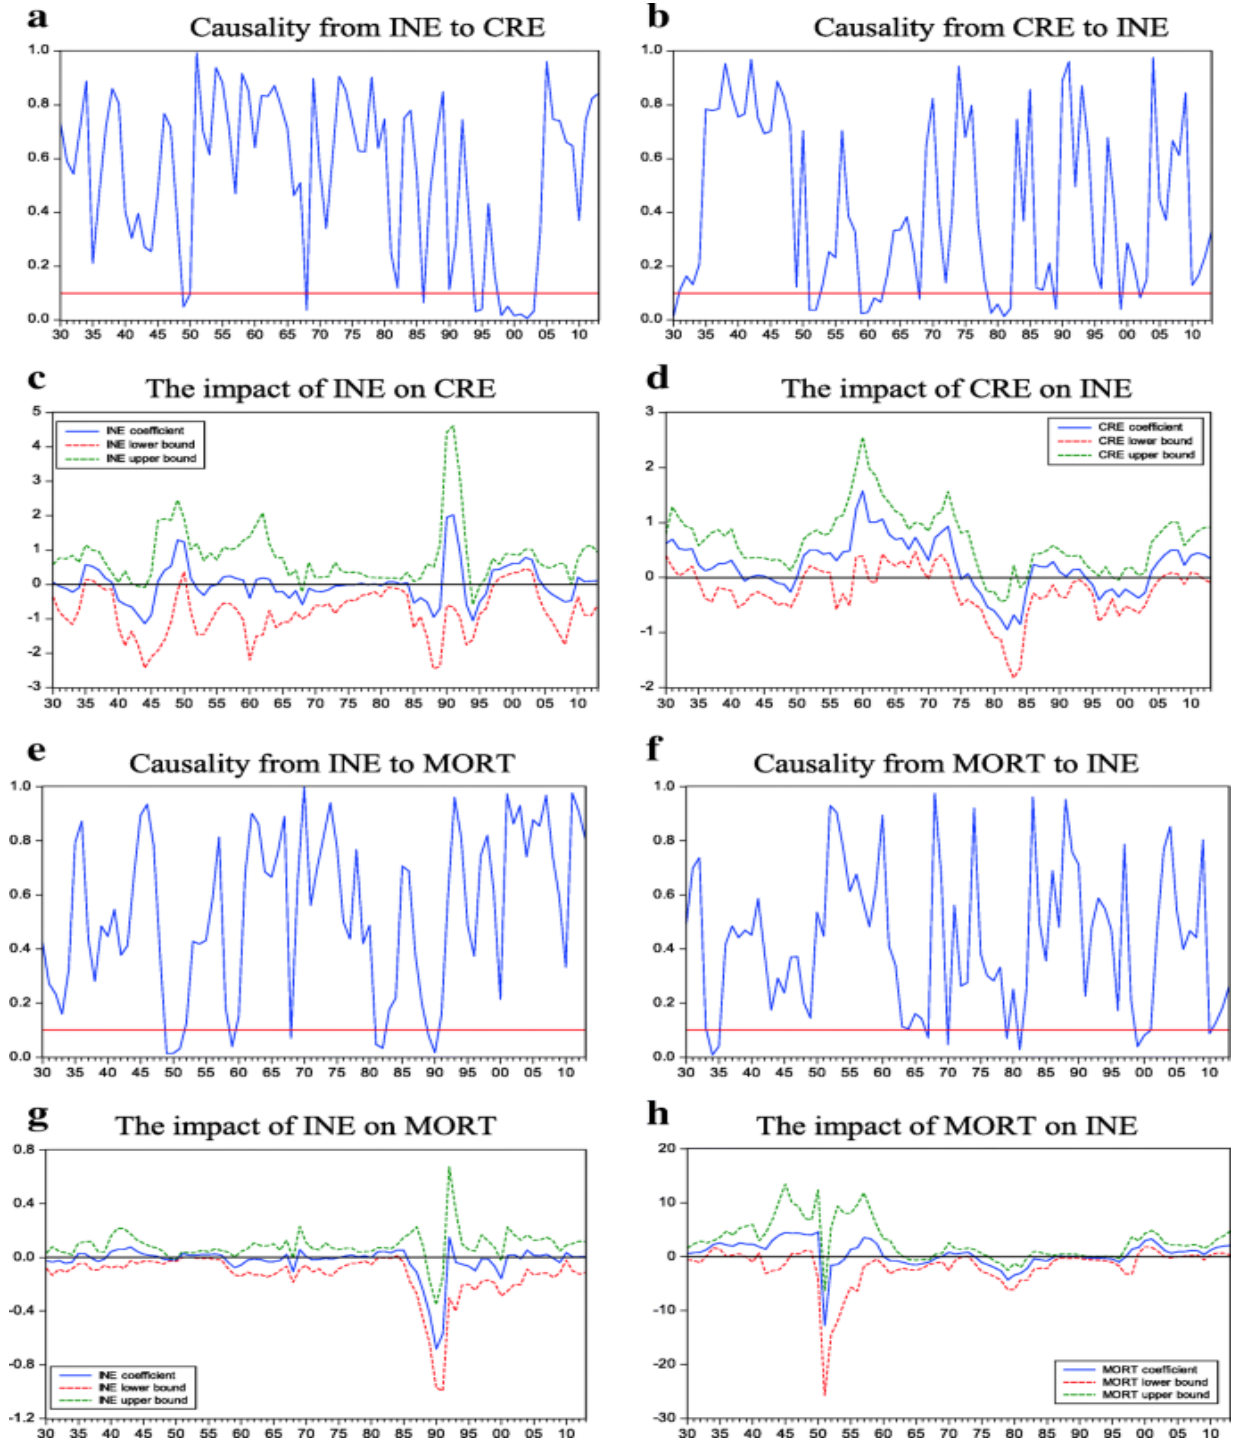 a
Causality from INE to CRE
1.0
0.8
0.6
0.4
0.2
0.0
30 35 40 45 50 55 60 65 70 75 80 85 90 95 00 05 10
b
Causality from CRE to INE
1.0
0.8
0.6
0.4
0.2
0.0
30 35 40 45 50 55 60 65 70 75 80 85 90 95 00 05 10
c
The impact of INE on CRE
5
4
3
2
1
0
-1
-2
-3
INE coefficient
INE lower bound
INE upper bound
30 35 40 45 50 55 60 65 70 75 80 85 90 95 00 05 10
d
The impact of CRE on INE
3
2
1
0
-1
-2
CRE coefficient
CRE lower bound
CRE upper bound
30 35 40 45 50 55 60 65 70 75 80 85 90 95 00 05 10
e
Causality from INE to MORT
1.0
0.8
0.6
0.4
0.2
0.0
30 35 40 45 50 55 60 65 70 75 80 85 90 95 00 05 10
f
Causality from MORT to INE
1.0
0.8
0.6
0.4
0.2
0.0
30 35 40 45 50 55 60 65 70 75 80 85 90 95 00 05 10
g
The impact of INE on MORT
0.8
0.4
0.0
-0.4
-0.8
-1.2
INE coefficient
INE lower bound
INE upper bound
30 35 40 45 50 55 60 65 70 75 80 85 90 95 00 05 10
h
The impact of MORT on INE
20
10
0
-10
-20
-30
MORT coefficient
MORT lower bound
MORT upper bound
30 35 40 45 50 55 60 65 70 75 80 85 90 95 00 05 10